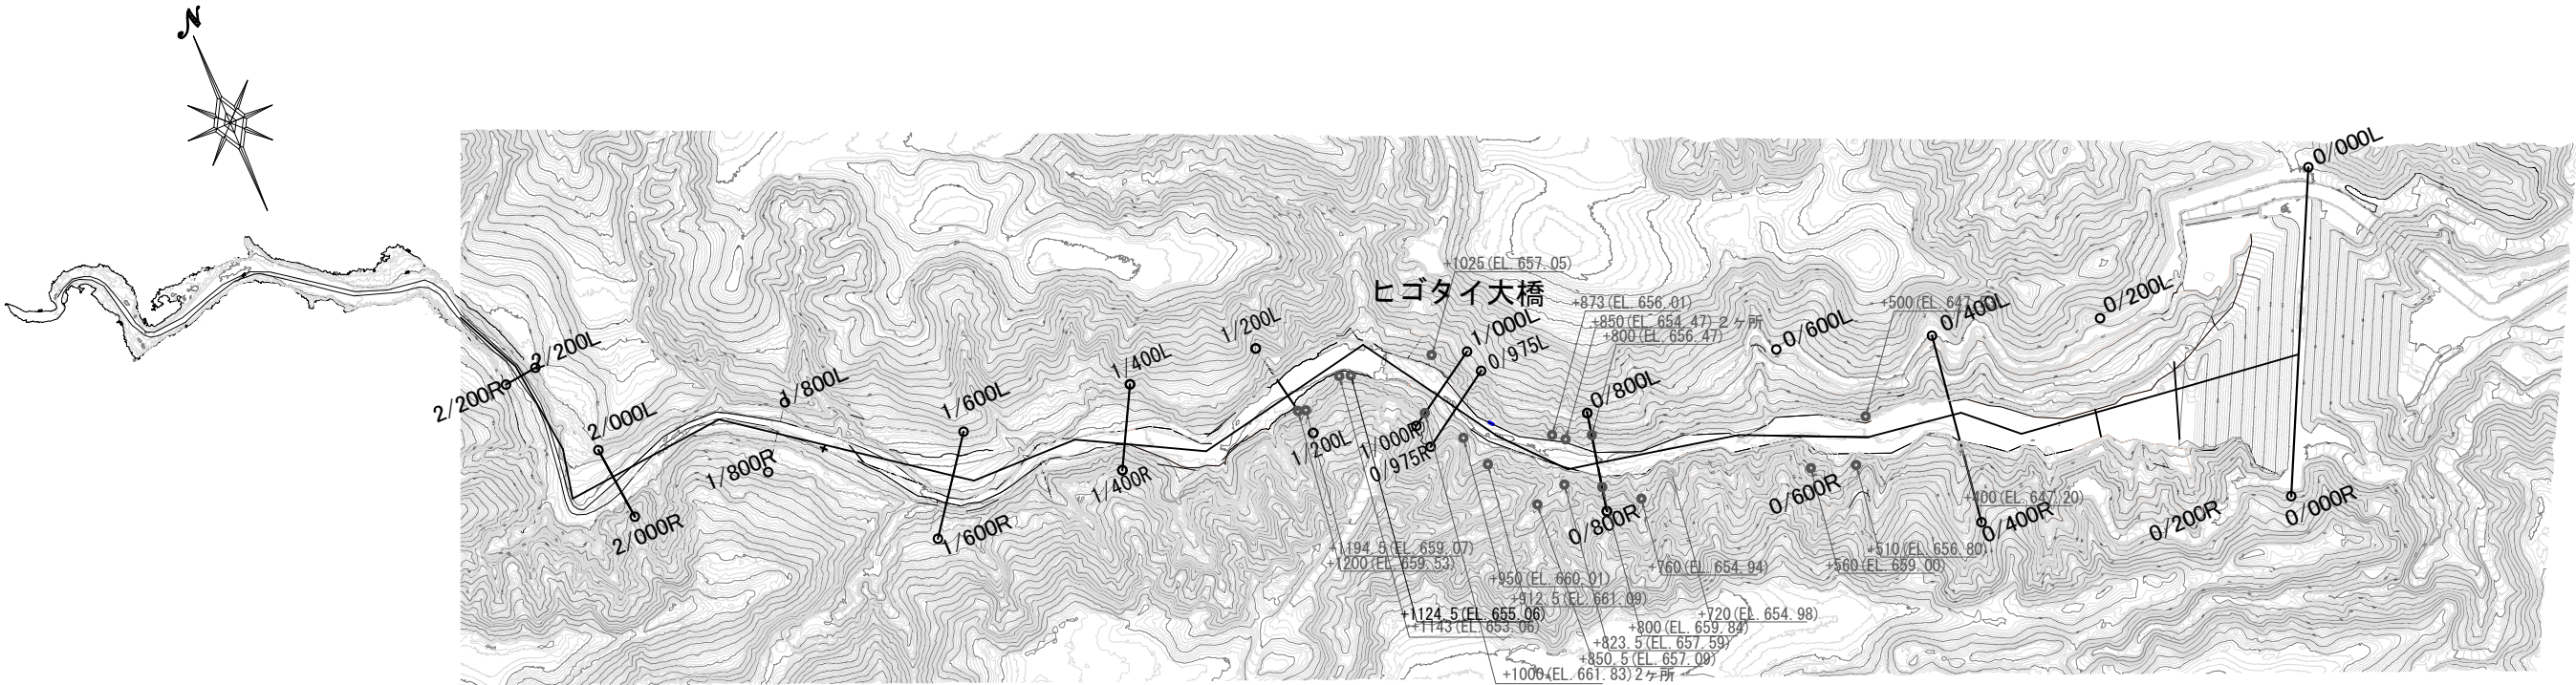 N
0/000L
+1025(EL.657.05)
ヒゴタイ大橋
+873(EL.656.01)
+850(EL.654.47)2ヶ所
+800(EL.656.47)
0/400L
0/200L
0/600L
1/200L
1/000L
0/975L
2/200L
2/200R
1/800L
1/600L
1/400L
0/800L
2/000L
1/800R
1/400R
1/200L
1/000R
0/975R
2/000R
1/600R
0/800R
0/600R
+400(EL.647.20)
0/400R
0/200R
0/000R
+1194.5(EL.659.07)
+1200(EL.659.53)
+510(EL.656.80)
+560(EL.659.00)
+760(EL.654.94)
+950(EL.660.01)
+912.5(EL.661.09)
+1124.5(EL.655.06)
+1143(EL.653.06)
+720(EL.654.98)
+800(EL.659.84)
+823.5(EL.657.59)
+850.5(EL.657.09)
+1000(EL.661.83)2ヶ所